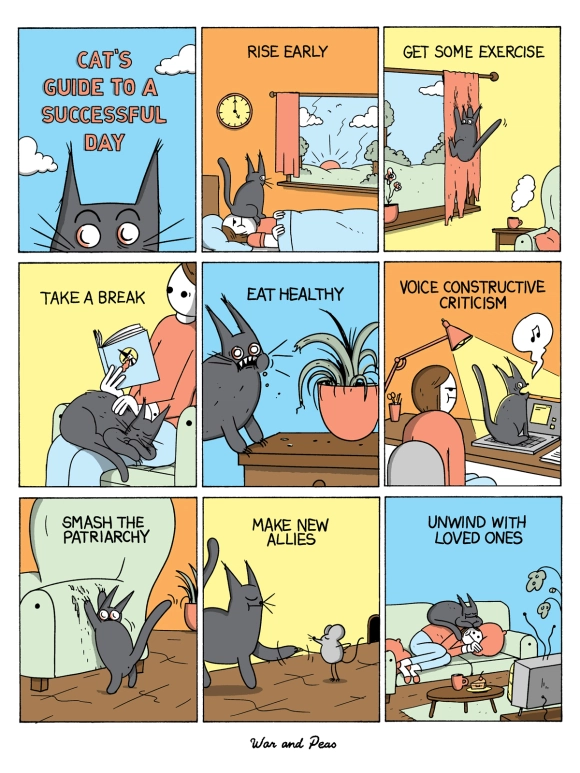 CAT'S
GUIDE TO A
SUCCESSFUL
DAY
RISE EARLY
GET SOME EXERCISE
TAKE A BREAK
EAT HEALTHY
VOICE CONSTRUCTIVE
CRITICISM
SMASH THE
PATRIARCHY
MAKE NEW
ALLIES
UNWIND WITH
LOVED ONES
War and Peas